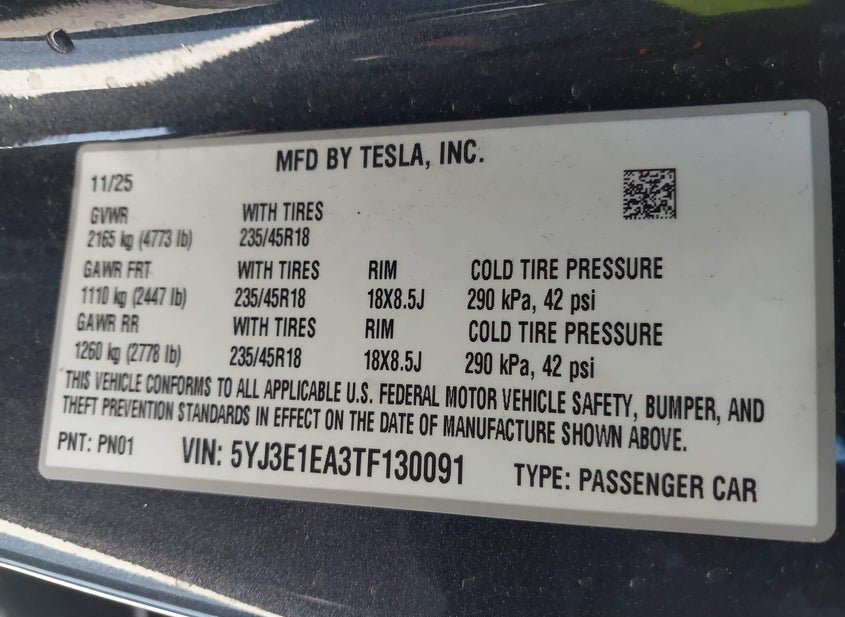 MFD BY TESLA, INC.
11/25
GVWR WITH TIRES
2165 kg (4773 lb) 235/45R18
GAWR FRT WITH TIRES RIM COLD TIRE PRESSURE
1110 kg (2447 lb) 235/45R18 18X8.5J 290 kPa, 42 psi
GAWR RR WITH TIRES RIM COLD TIRE PRESSURE
1260 kg (2778 lb) 235/45R18 18X8.5J 290 kPa, 42 psi
THIS VEHICLE CONFORMS TO ALL APPLICABLE U.S. FEDERAL MOTOR VEHICLE SAFETY, BUMPER, AND
THEFT PREVENTION STANDARDS IN EFFECT ON THE DATE OF MANUFACTURE SHOWN ABOVE.
PNT: PN01 VIN: 5YJ3E1EA3TF130091 TYPE: PASSENGER CAR